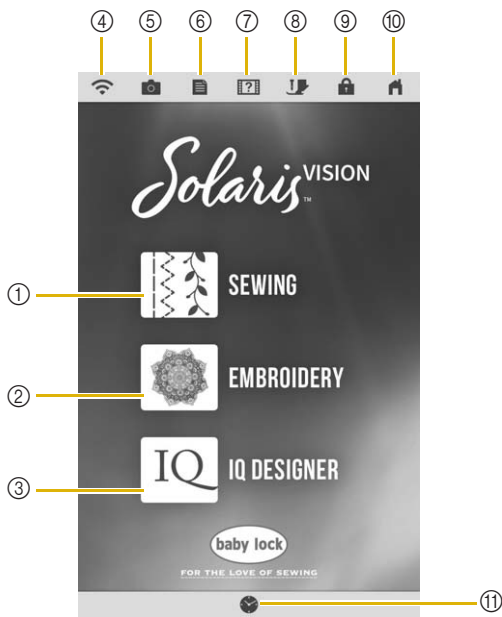 ④ ⑤ ⑥ ⑦ ⑧ ⑨ ⑩
?
Solaris VISION
™
① SEWING
② EMBROIDERY
③ IQ IQ DESIGNER
baby lock
FOR THE LOVE OF SEWING
⑪